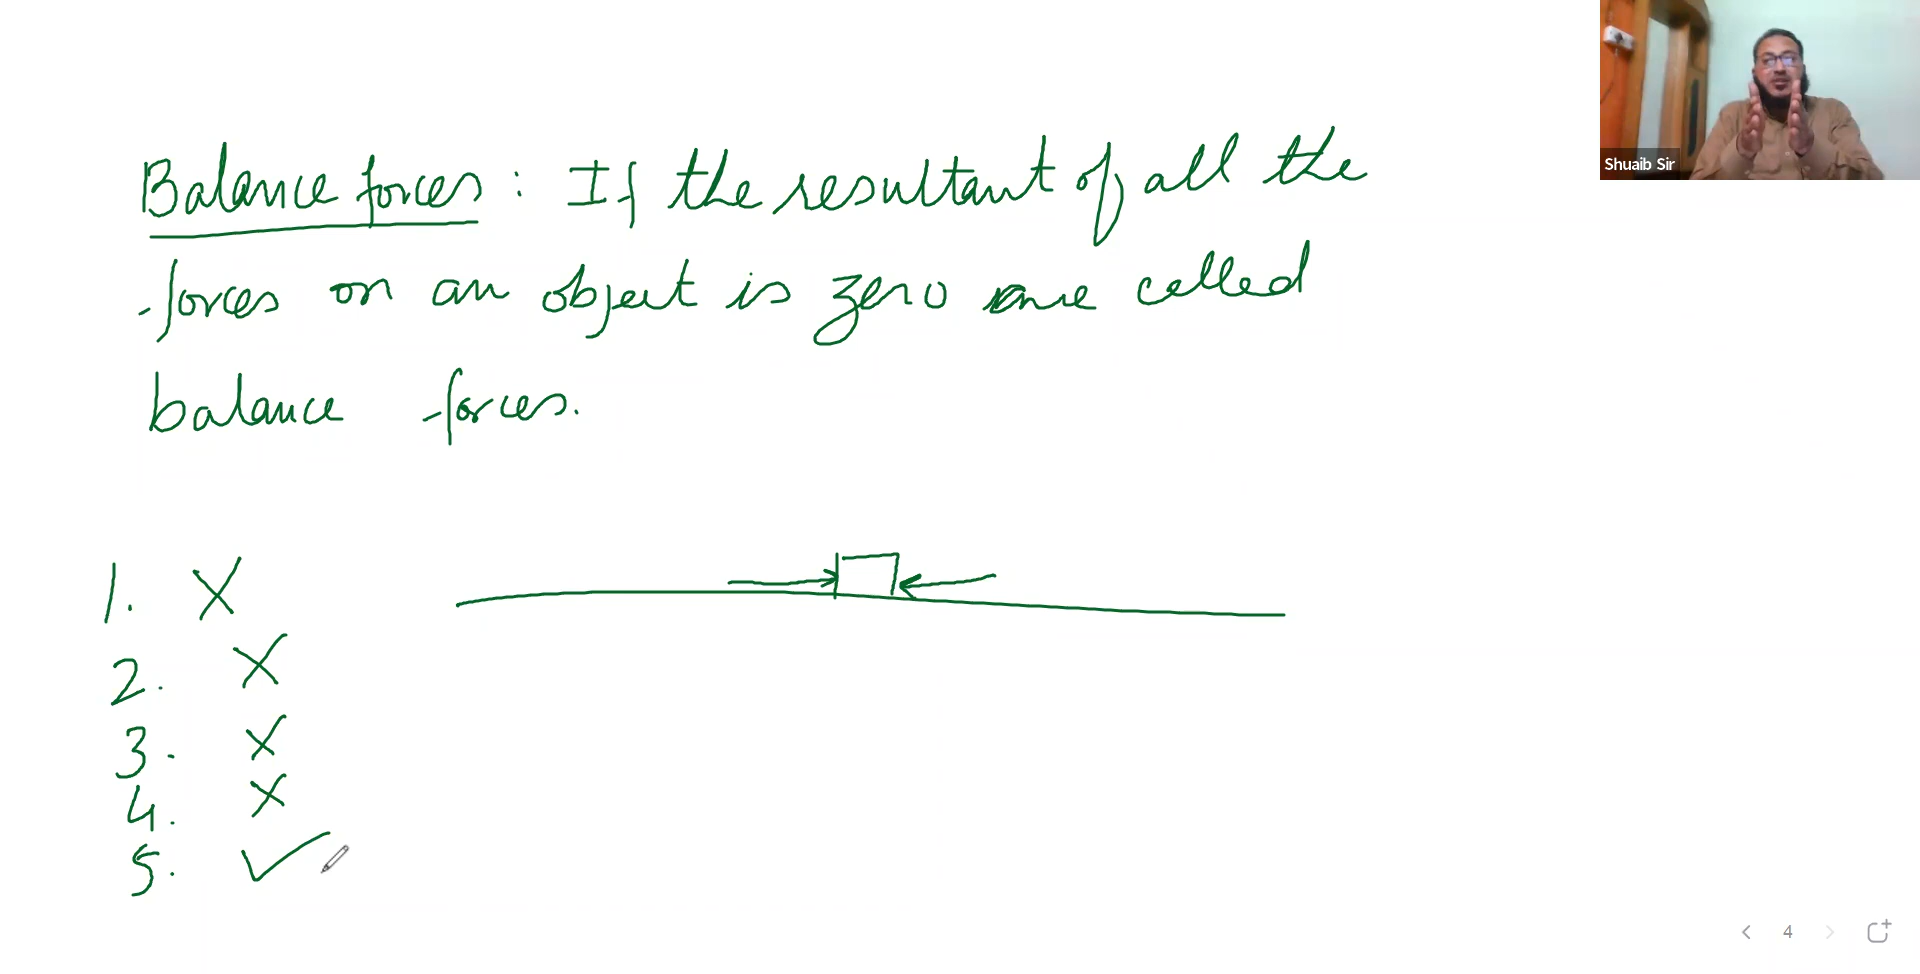 Shuaib Sir
Balance forces : If the resultant of all the
forces on an object is zero are called
balance forces.
1. X
2. X
3. X
4. X
5. ✓
4